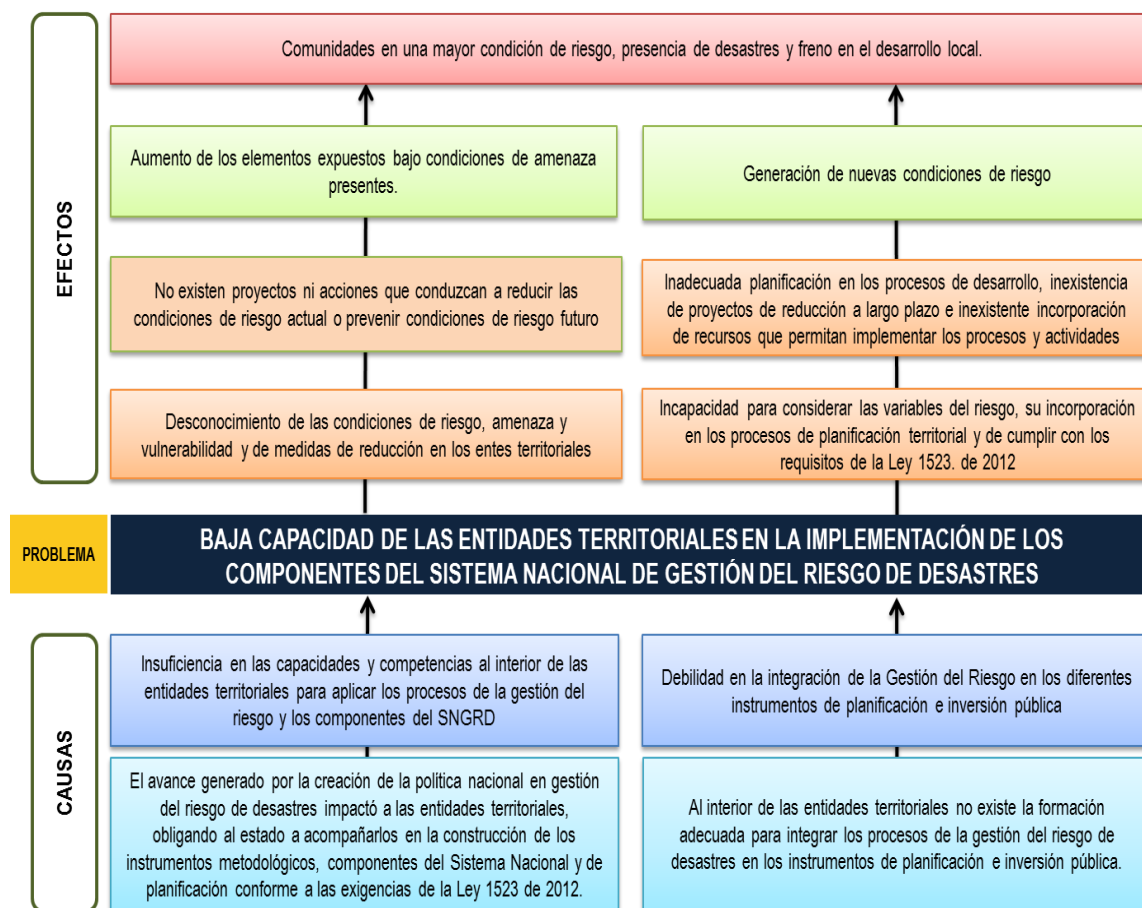 EFECTOS
Comunidades en una mayor condición de riesgo, presencia de desastres y freno en el desarrollo local.
Aumento de los elementos expuestos bajo condiciones de amenaza
presentes.
Generación de nuevas condiciones de riesgo
No existen proyectos ni acciones que conduzcan a reducir las
condiciones de riesgo actual o prevenir condiciones de riesgo futuro
Inadecuada planificación en los procesos de desarrollo, inexistencia
de proyectos de reducción a largo plazo e inexistente incorporación
de recursos que permitan implementar los procesos y actividades
Desconocimiento de las condiciones de riesgo, amenaza y
vulnerabilidad y de medidas de reducción en los entes territoriales
Incapacidad para considerar las variables del riesgo, su incorporación
en los procesos de planificación territorial y de cumplir con los
requisitos de la Ley 1523. de 2012
PROBLEMA
BAJA CAPACIDAD DE LAS ENTIDADES TERRITORIALES EN LA IMPLEMENTACIÓN DE LOS
COMPONENTES DEL SISTEMA NACIONAL DE GESTIÓN DEL RIESGO DE DESASTRES
CAUSAS
Insuficiencia en las capacidades y competencias al interior de las
entidades territoriales para aplicar los procesos de la gestión del
riesgo y los componentes del SNGRD
Debilidad en la integración de la Gestión del Riesgo en los diferentes
instrumentos de planificación e inversión pública
El avance generado por la creación de la política nacional en gestión
del riesgo de desastres impactó a las entidades territoriales,
obligando al estado a acompañarlos en la construcción de los
instrumentos metodológicos, componentes del Sistema Nacional y de
planificación conforme a las exigencias de la Ley 1523 de 2012.
Al interior de las entidades territoriales no existe la formación
adecuada para integrar los procesos de la gestión del riesgo de
desastres en los instrumentos de planificación e inversión pública.